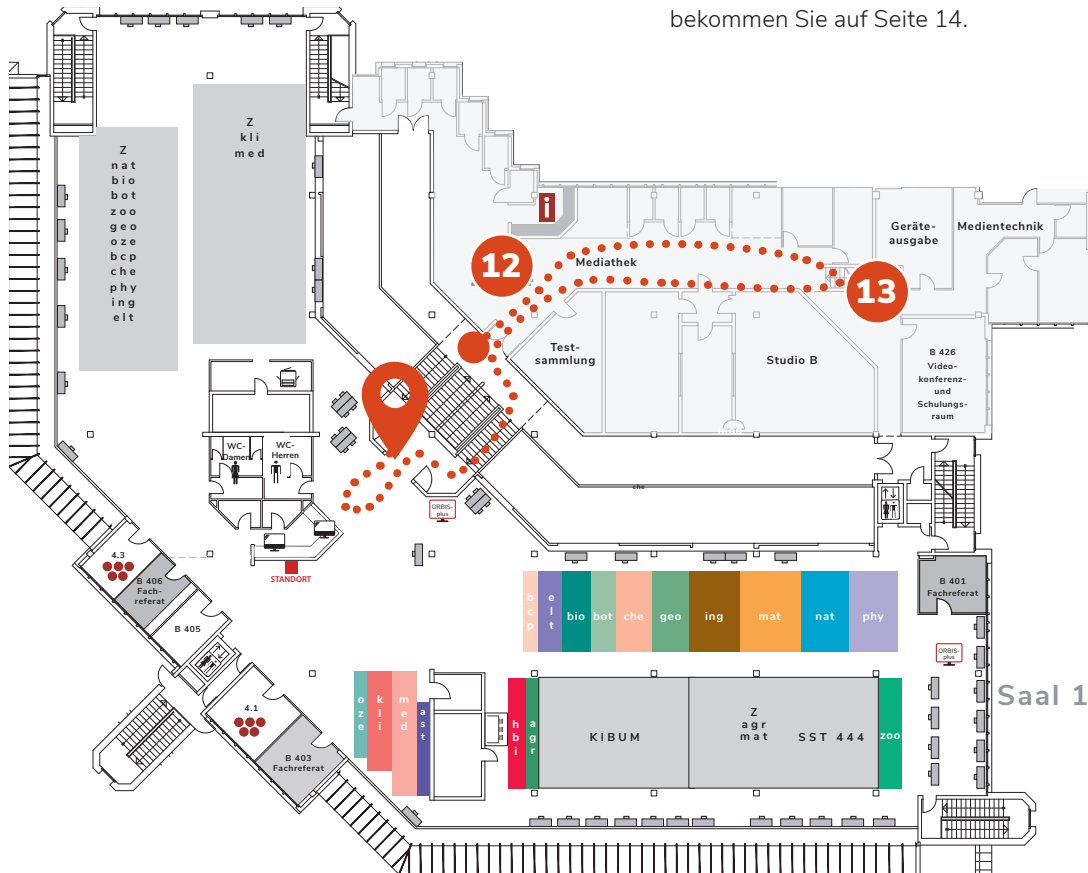 bekommen Sie auf Seite 14.
Z
kli
med
Z
nat
bio
bot
zoo
geo
oze
bcp
che
phy
ing
elt
i
12
Mediathek
13
Geräte-
ausgabe
Medientechnik
Test-
sammlung
Studio B
B 426
Video-
konferenz-
und
Schulungs-
raum
WC-
Damen
WC-
Herren
che
ORBIS-
plus
STANDORT
4.3
B 406
Fach-
referat
B 405
4.1
B 403
Fachreferat
bcp
elt
bio
bot
che
geo
ing
mat
nat
phy
B 401
Fachreferat
ORBIS-
plus
Saal 1
oze
kli
med
ast
hbi
agr
KIBUM
Z
agr
mat
SST 444
zoo